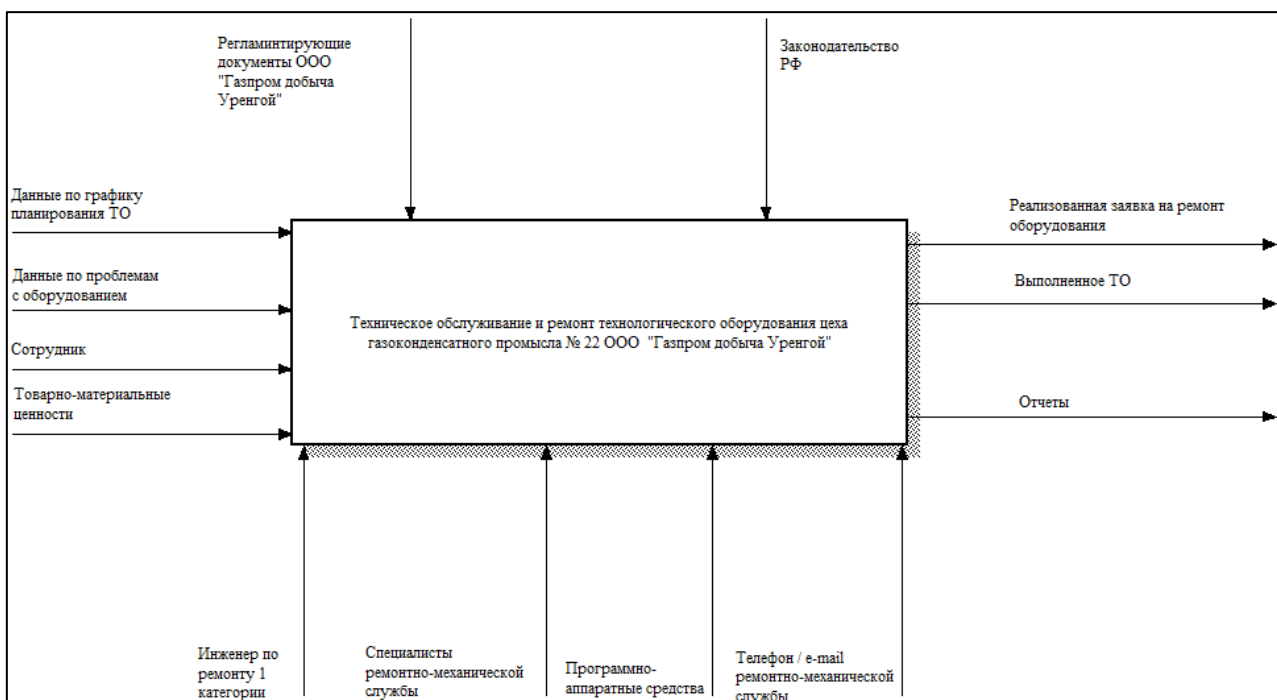 Регламинтирующие
документы ООО
"Газпром добыча
Уренгой"
Законодательство
РФ
Данные по графику
планирования ТО
Данные по проблемам
с оборудованием
Сотрудник
Товарно-материальные
ценности
Техническое обслуживание и ремонт технологического оборудования цеха
газоконденсатного промысла № 22 ООО "Газпром добыча Уренгой"
Реализованная заявка на ремонт
оборудования
Выполненное ТО
Отчеты
Инженер по
ремонту 1
категории
Специалисты
ремонтно-механической
службы
Программно-
аппаратные средства
Телефон / e-mail
ремонтно-механической
службы